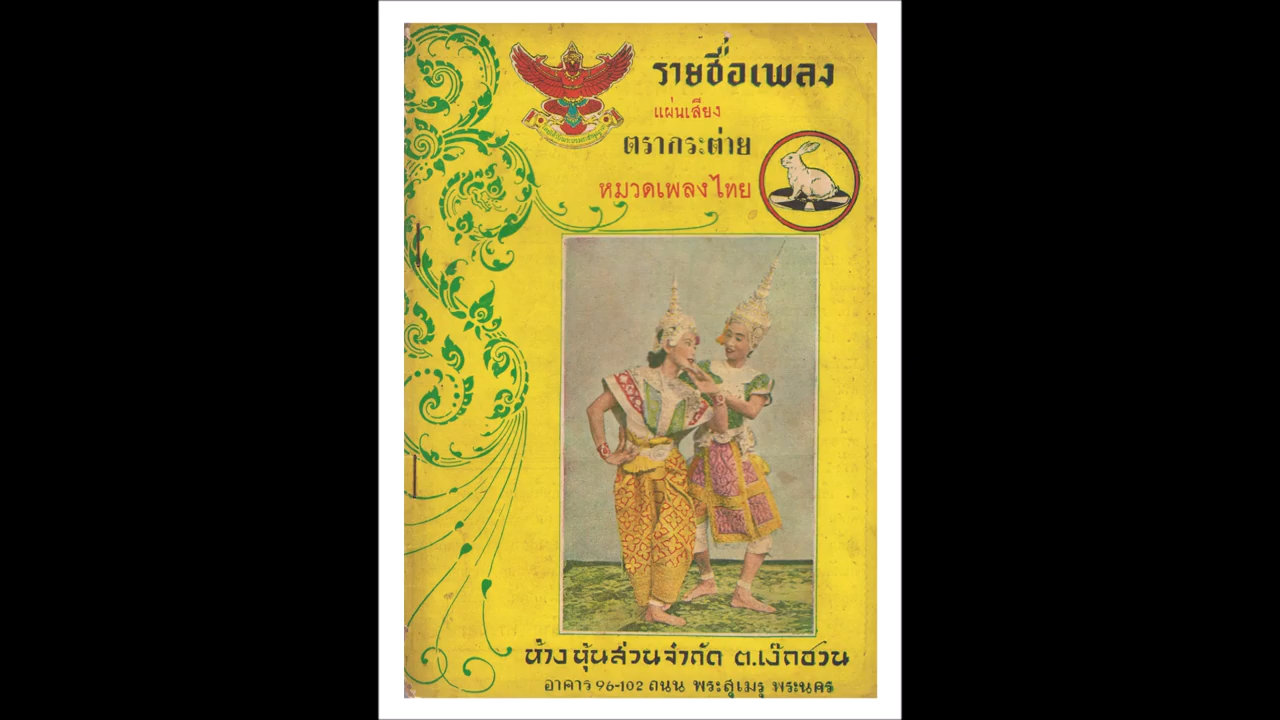 รายชื่อเพลง
แผ่นเสียง
ตรากระต่าย
หมวดเพลงไทย
ห้างหุ้นส่วนจำกัด ต.เง๊กชวน
อาคาร 96-102 ถนน พระสุเมรุ พระนคร